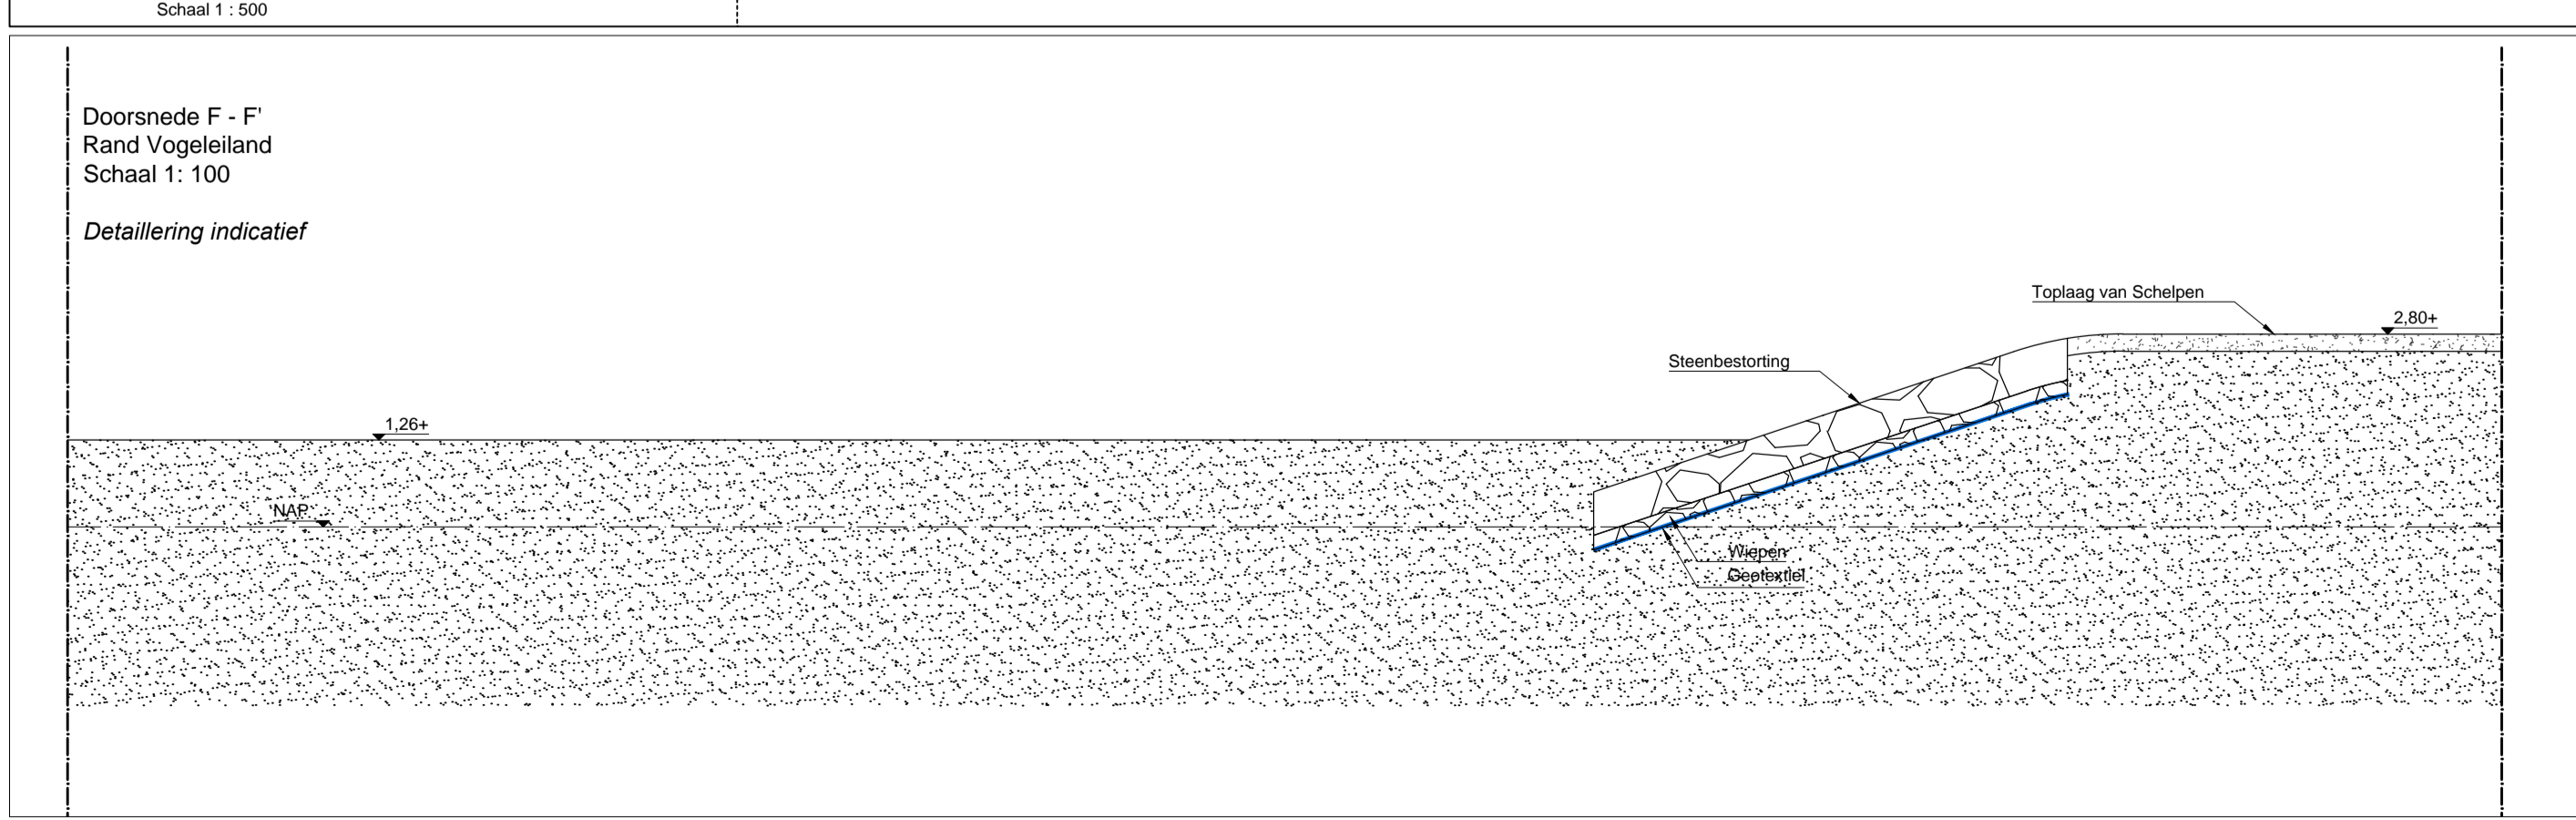 Schaal 1 : 500
Doorsnede F - F'
Rand Vogeleiland
Schaal 1: 100
Detaillering indicatief
Toplaag van Schelpen
2,80+
Steenbestorting
1,26+
NAP
Wiepen
Geotextiel